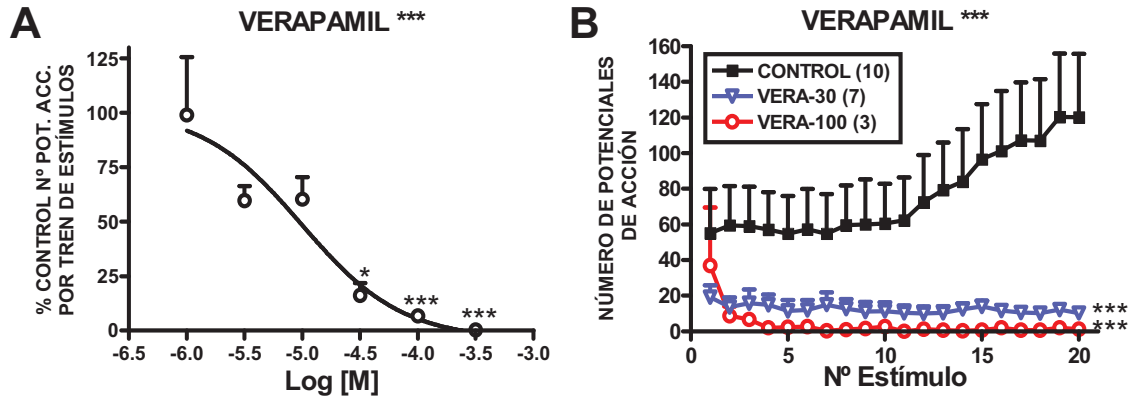 A
VERAPAMIL ***
% CONTROL Nº POT. ACC.
POR TREN DE ESTÍMULOS
125
100
75
50
25
0
*
***
***
-6.5 -6.0 -5.5 -5.0 -4.5 -4.0 -3.5 -3.0
Log [M]
B
VERAPAMIL ***
NÚMERO DE POTENCIALES
DE ACCIÓN
160
140
120
100
80
60
40
20
0
CONTROL (10)
VERA-30 (7)
VERA-100 (3)
***
***
0 5 10 15 20
Nº Estímulo